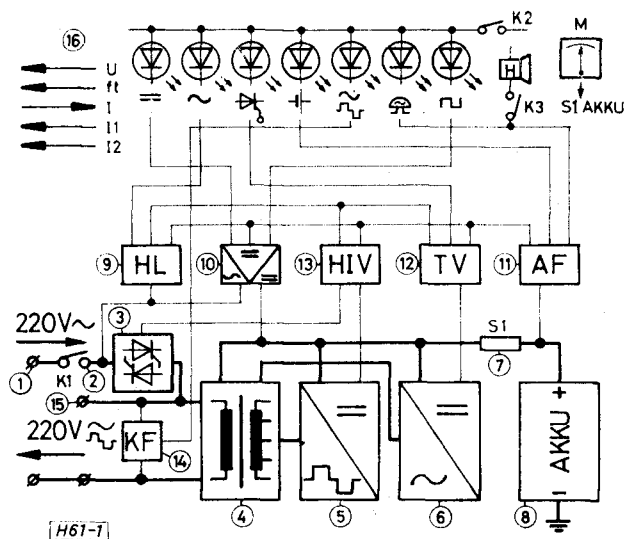 16
K2
M
U
ft
I
I1
I2
H
K3
S1 AKKU
9
HL
10
13
HIV
12
TV
11
AF
220V~
3
S1
7
1
K1
2
15
220V
KF
14
4
5
6
8
AKKU
+
−
H61-1